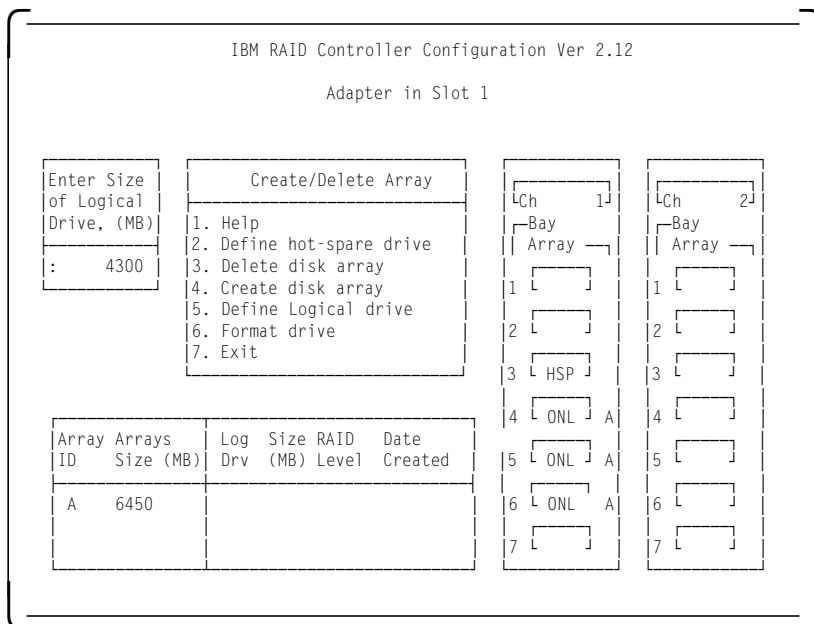 IBM RAID Controller Configuration Ver 2.12
Adapter in Slot 1
Enter Size
of Logical
Drive, (MB)
: 4300
Create/Delete Array
1. Help
2. Define hot-spare drive
3. Delete disk array
4. Create disk array
5. Define Logical drive
6. Format drive
7. Exit
Array Arrays
ID Size (MB)
A 6450
Log Size RAID Date
Drv (MB) Level Created
Ch 1
Bay
Array
1
2
3 HSP
4 ONL A
5 ONL A
6 ONL A
7
Ch 2
Bay
Array
1
2
3
4
5
6
7